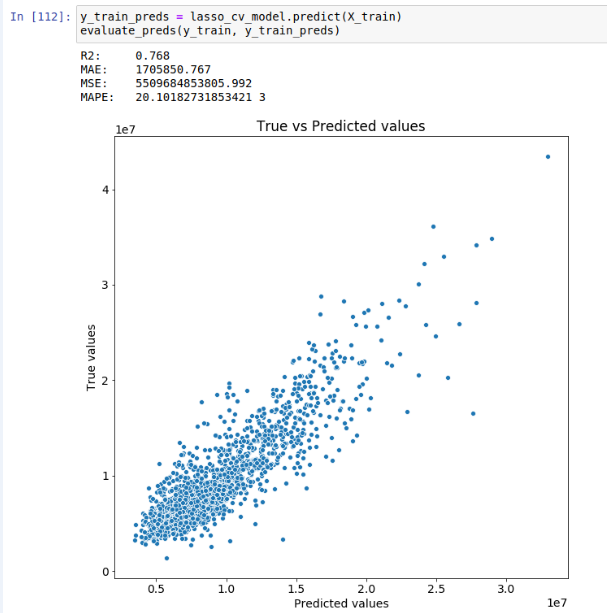 In [112]: y_train_preds = lasso_cv_model.predict(X_train)
evaluate_preds(y_train, y_train_preds)
R2: 0.768
MAE: 1705850.767
MSE: 5509684853805.992
MAPE: 20.10182731853421 3
True vs Predicted values
1e7
4
3
2
1
0
True values
0.5 1.0 1.5 2.0 2.5 3.0
1e7
Predicted values